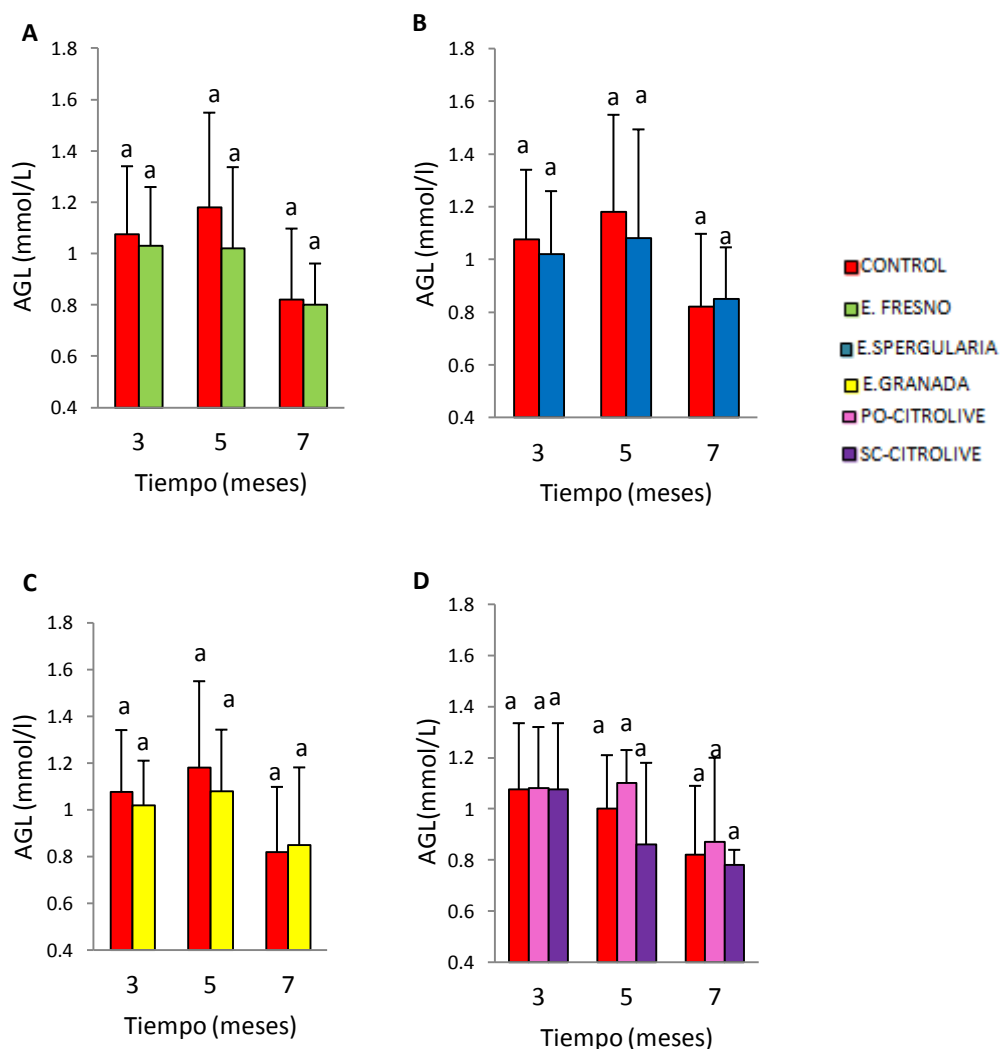 A
AGL (mmol/L)
1.8
1.6
1.4
1.2
1
0.8
0.6
0.4
a a a a a a
3 5 7
Tiempo (meses)
B
AGL (mmol/l)
1.8
1.6
1.4
1.2
1
0.8
0.6
0.4
a a a a a a
3 5 7
Tiempo (meses)
CONTROL
E. FRESNO
E.SPERGULARIA
E.GRANADA
PO-CITROLIVE
SC-CITROLIVE
C
AGL (mmol/l)
1.8
1.6
1.4
1.2
1
0.8
0.6
0.4
a a a a a a
3 5 7
Tiempo (meses)
D
AGL(mmol/L)
1.8
1.6
1.4
1.2
1
0.8
0.6
0.4
a a a a a a a a a
3 5 7
Tiempo (meses)